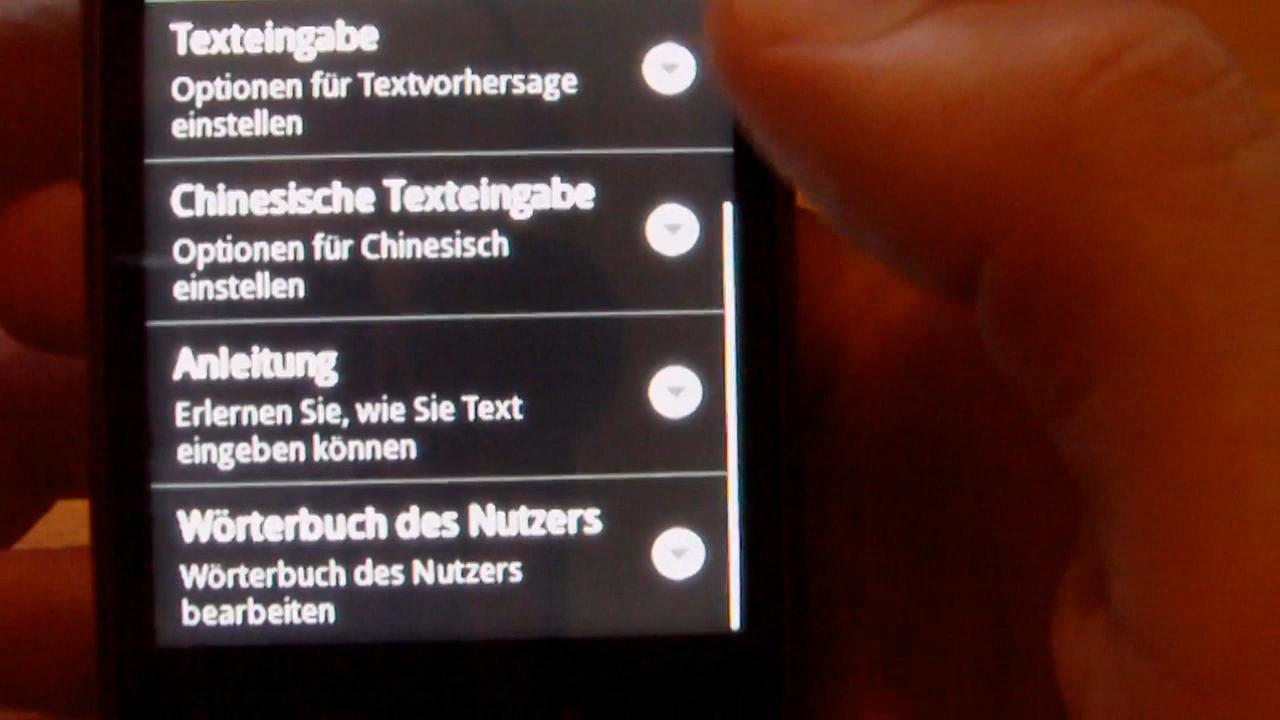 Texteingabe
Optionen für Textvorhersage
einstellen
Chinesische Texteingabe
Optionen für Chinesisch
einstellen
Anleitung
Erlernen Sie, wie Sie Text
eingeben können
Wörterbuch des Nutzers
Wörterbuch des Nutzers
bearbeiten